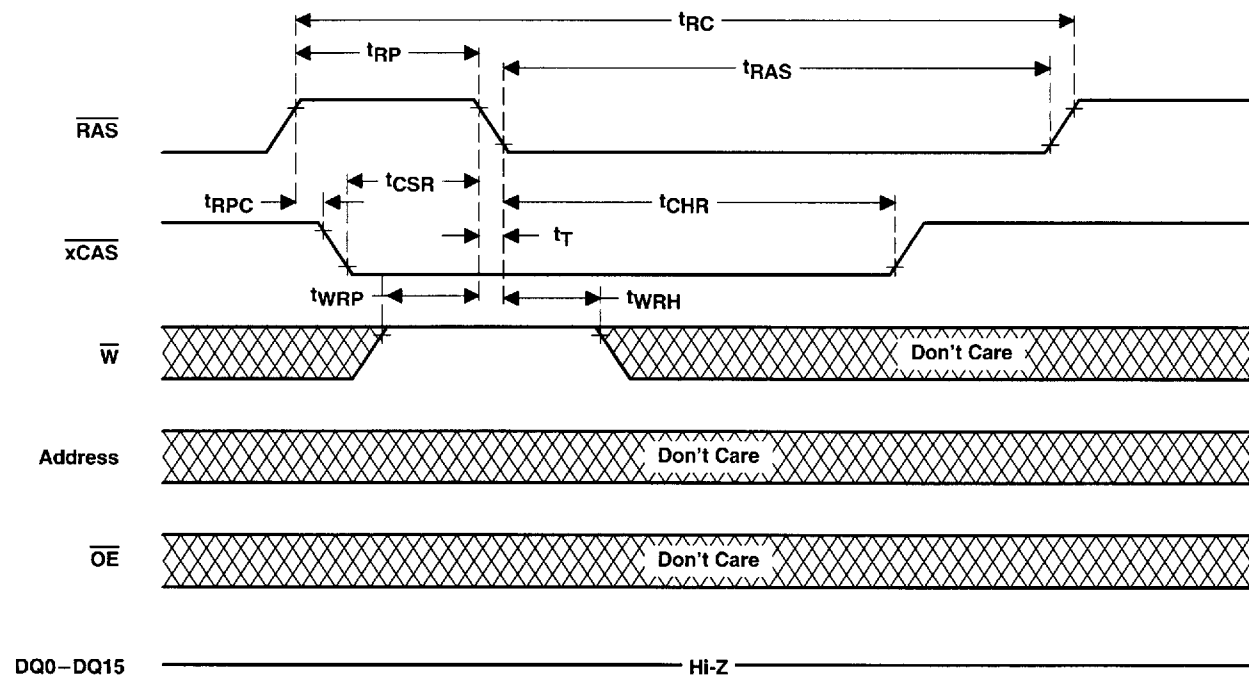 tRC
tRP
tRAS
RAS
tCSR
tRPC
tCHR
xCAS
tT
tWRP
tWRH
W
Don't Care
Address
Don't Care
OE
Don't Care
DQ0–DQ15
Hi-Z